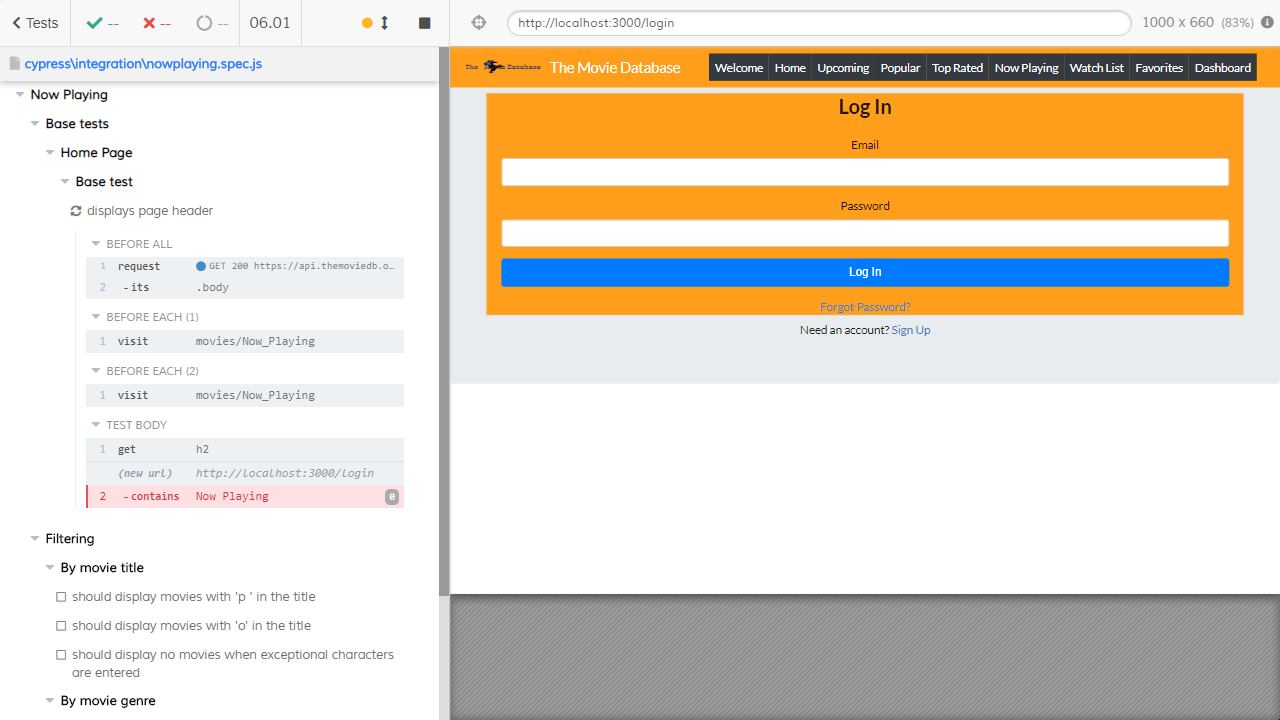 Tests
--
--
--
06.01
http://localhost:3000/login
1000 x 660 (83%)
cypress\integration\nowplaying.spec.js
Now Playing
Base tests
Home Page
Base test
displays page header
BEFORE ALL
1 request GET 200 https://api.themoviedb.o…
2 -its .body
BEFORE EACH (1)
1 visit movies/Now_Playing
BEFORE EACH (2)
1 visit movies/Now_Playing
TEST BODY
1 get h2
(new url) http://localhost:3000/login
2 -contains Now Playing 0
Filtering
By movie title
should display movies with 'p ' in the title
should display movies with 'o' in the title
should display no movies when exceptional characters
are entered
By movie genre
The Movie Database
Welcome Home Upcoming Popular Top Rated Now Playing Watch List Favorites Dashboard
Log In
Email
Password
Log In
Forgot Password?
Need an account? Sign Up